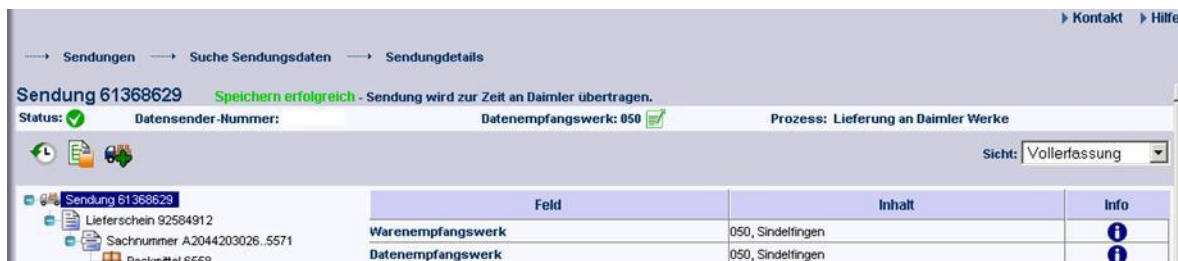 Kontakt Hilfe
Sendungen Suche Sendungsdaten Sendungdetails
Sendung 61368629 Speichern erfolgreich - Sendung wird zur Zeit an Daimler übertragen.
Status: Datensender-Nummer: Datenempfangswerk: 050 Prozess: Lieferung an Daimler Werke
Sicht: Vollerfassung
Sendung 61368629
Feld Inhalt Info
Lieferschein 92584912
Warenempfangswerk 050, Sindelfingen
Sachnummer A2044203026..5571
Datenempfangswerk 050, Sindelfingen
Packmittel 6558